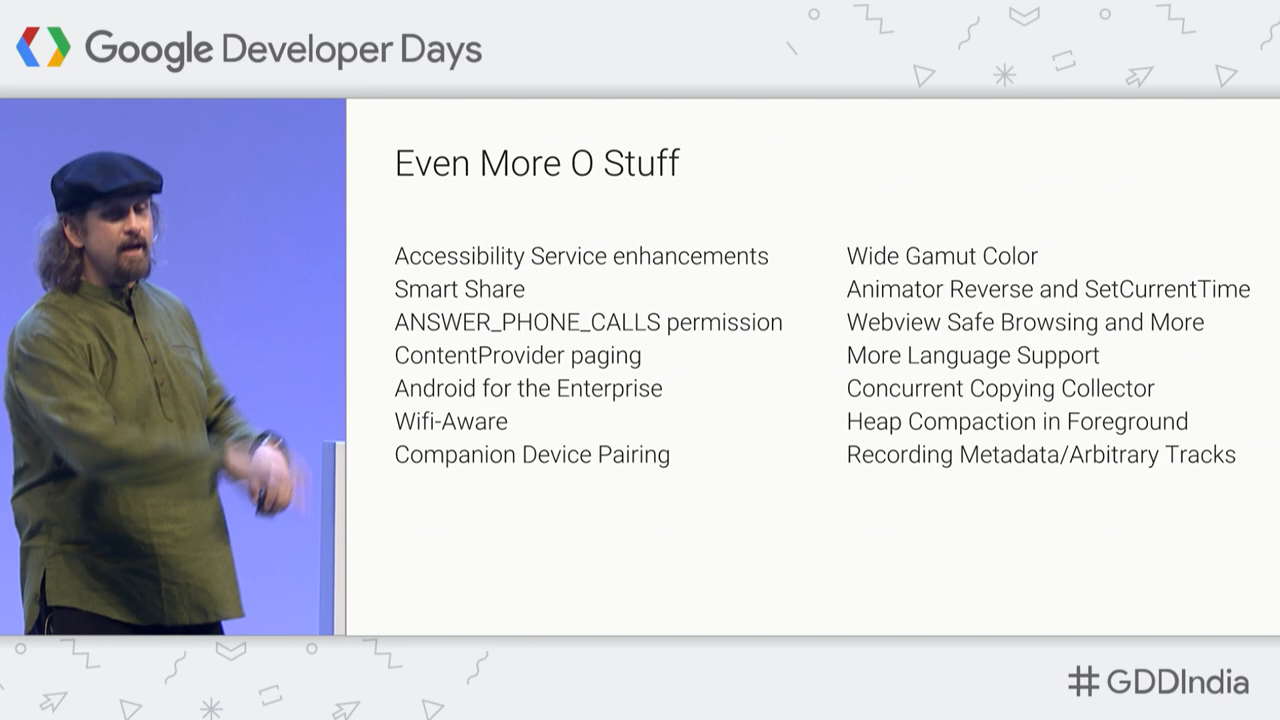 Google Developer Days
Even More O Stuff
Accessibility Service enhancements
Smart Share
ANSWER_PHONE_CALLS permission
ContentProvider paging
Android for the Enterprise
Wifi-Aware
Companion Device Pairing
Wide Gamut Color
Animator Reverse and SetCurrentTime
Webview Safe Browsing and More
More Language Support
Concurrent Copying Collector
Heap Compaction in Foreground
Recording Metadata/Arbitrary Tracks
#GDDIndia